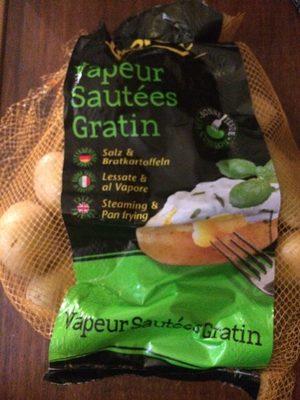 Vapeur
Sautées
Gratin
Salz &
Bratkartoffeln
Lessate &
al Vapore
Steaming &
Pan frying
Vapeur Sautées Gratin